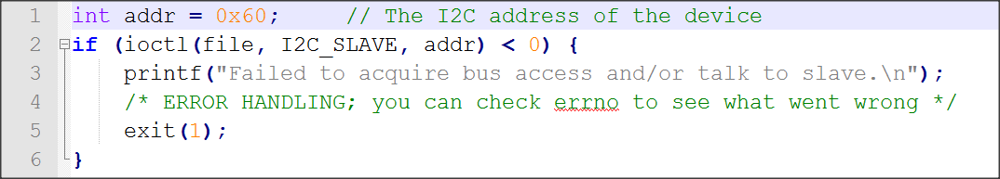 1 int addr = 0x60;     // The I2C address of the device
2 if (ioctl(file, I2C_SLAVE, addr) < 0) {
3     printf("Failed to acquire bus access and/or talk to slave.\n");
4     /* ERROR HANDLING; you can check errno to see what went wrong */
5     exit(1);
6 }